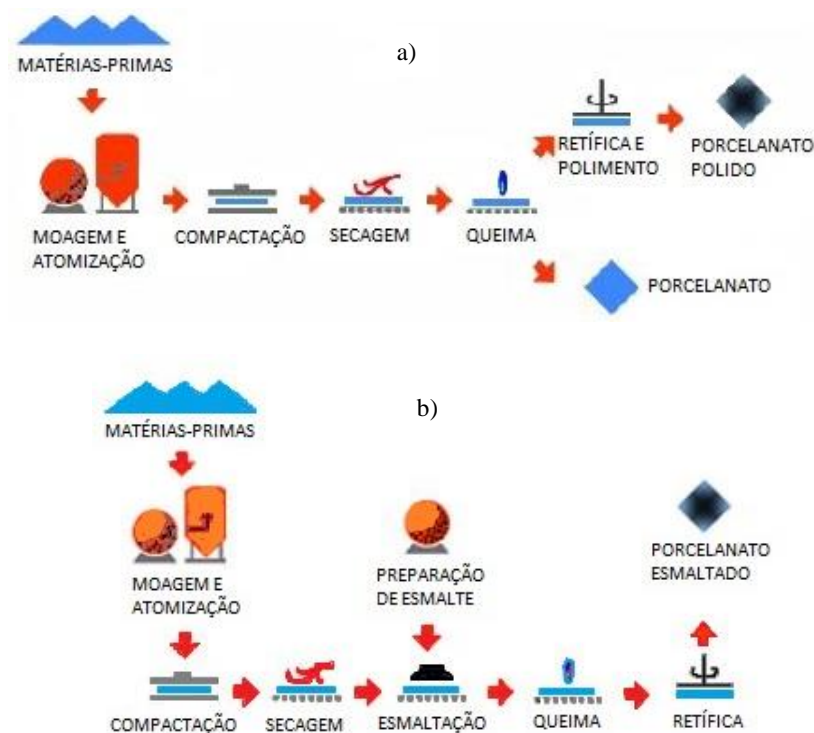 a)
MATÉRIAS-PRIMAS
MOAGEM E
ATOMIZAÇÃO
COMPACTAÇÃO
SECAGEM
QUEIMA
RETÍFICA E
POLIMENTO
PORCELANATO
POLIDO
PORCELANATO
b)
MATÉRIAS-PRIMAS
MOAGEM E
ATOMIZAÇÃO
COMPACTAÇÃO
SECAGEM
PREPARAÇÃO
DE ESMALTE
ESMALTAÇÃO
QUEIMA
RETÍFICA
PORCELANATO
ESMALTADO